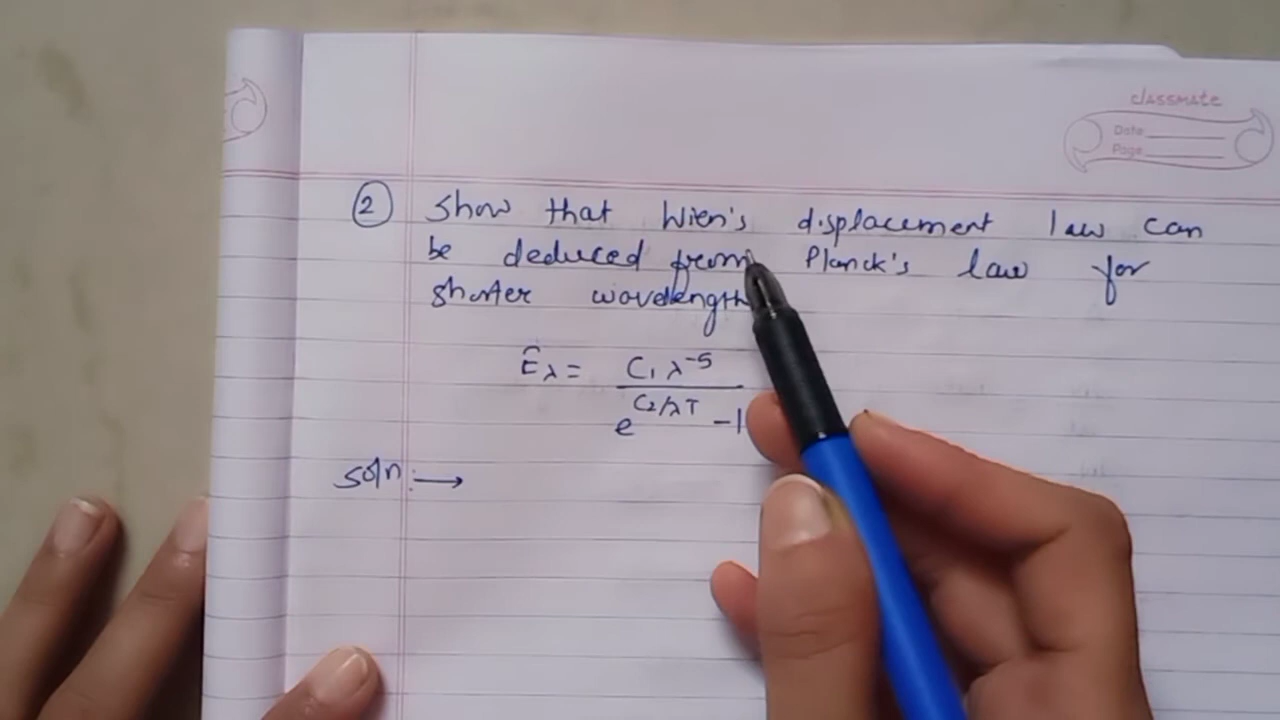 classmate
Date
Page
② Show that Wien's displacement law can
be deduced from Planck's law for
shorter wavelength
Eλ = C₁ λ⁻⁵ / e^(C₂/λT) - 1
Soln: →